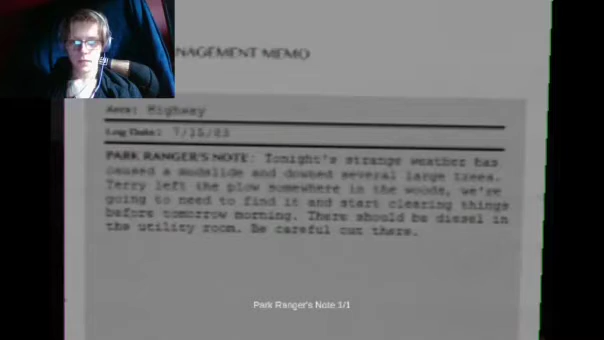 NAGEMENT MEMO
Area: Highway
Log Date: 7/15/83
PARK RANGER'S NOTE: Tonight's strange weather has
caused a mudslide and downed several large trees.
Terry left the plow somewhere in the woods, we're
going to need to find it and start clearing things
before tomorrow morning. There should be diesel in
the utility room. Be careful out there.
Park Ranger's Note 1/1